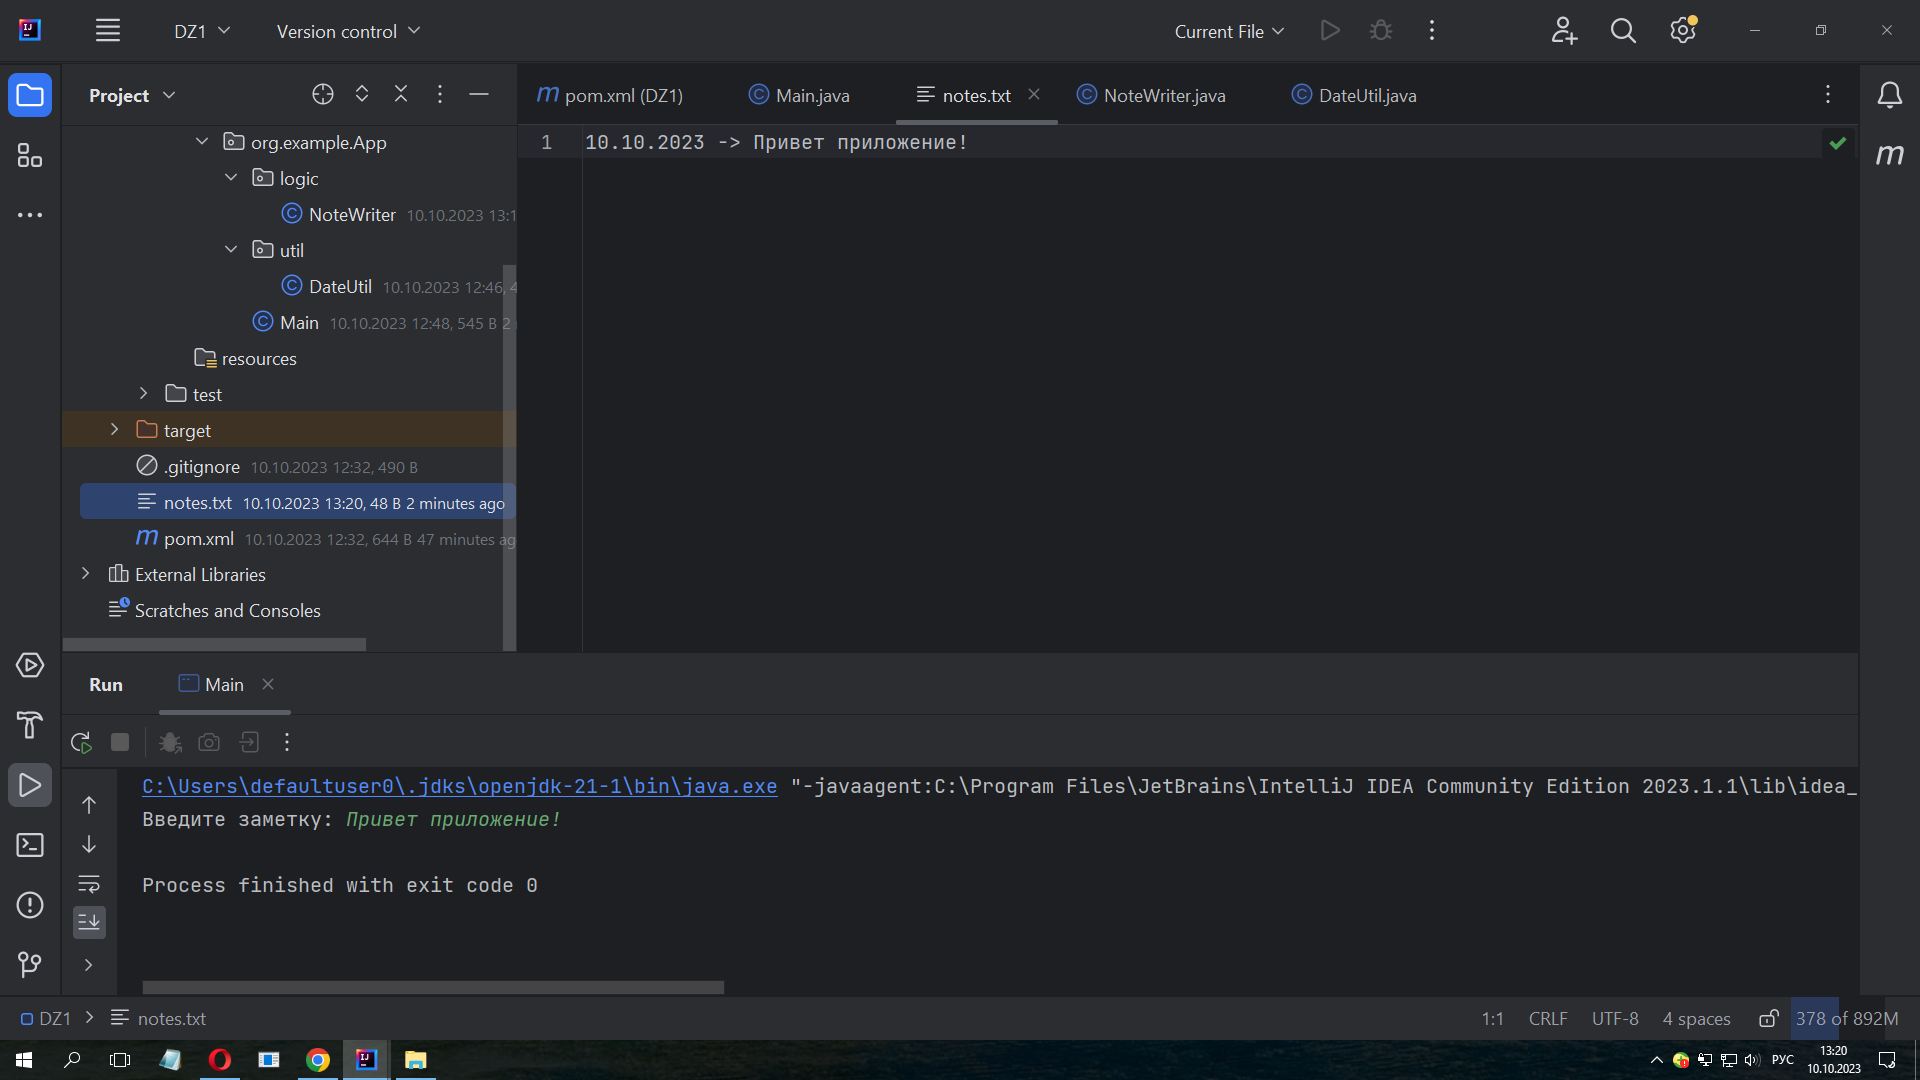 DZ1
Version control
Current File
Project
pom.xml (DZ1)
Main.java
notes.txt
NoteWriter.java
DateUtil.java
org.example.App
logic
NoteWriter 10.10.2023 13:1
util
DateUtil 10.10.2023 12:46, 4
Main 10.10.2023 12:48, 545 B 2
resources
test
target
.gitignore 10.10.2023 12:32, 490 B
notes.txt 10.10.2023 13:20, 48 B 2 minutes ago
m pom.xml 10.10.2023 12:32, 644 B 47 minutes ag
External Libraries
Scratches and Consoles
1 10.10.2023 -> Привет приложение!
Run
Main
C:\Users\defaultuser0\.jdks\openjdk-21-1\bin\java.exe "-javaagent:C:\Program Files\JetBrains\IntelliJ IDEA Community Edition 2023.1.1\lib\idea_
Введите заметку: Привет приложение!
Process finished with exit code 0
DZ1 > notes.txt
1:1 CRLF UTF-8 4 spaces 378 of 892M
РУС
13:20
10.10.2023